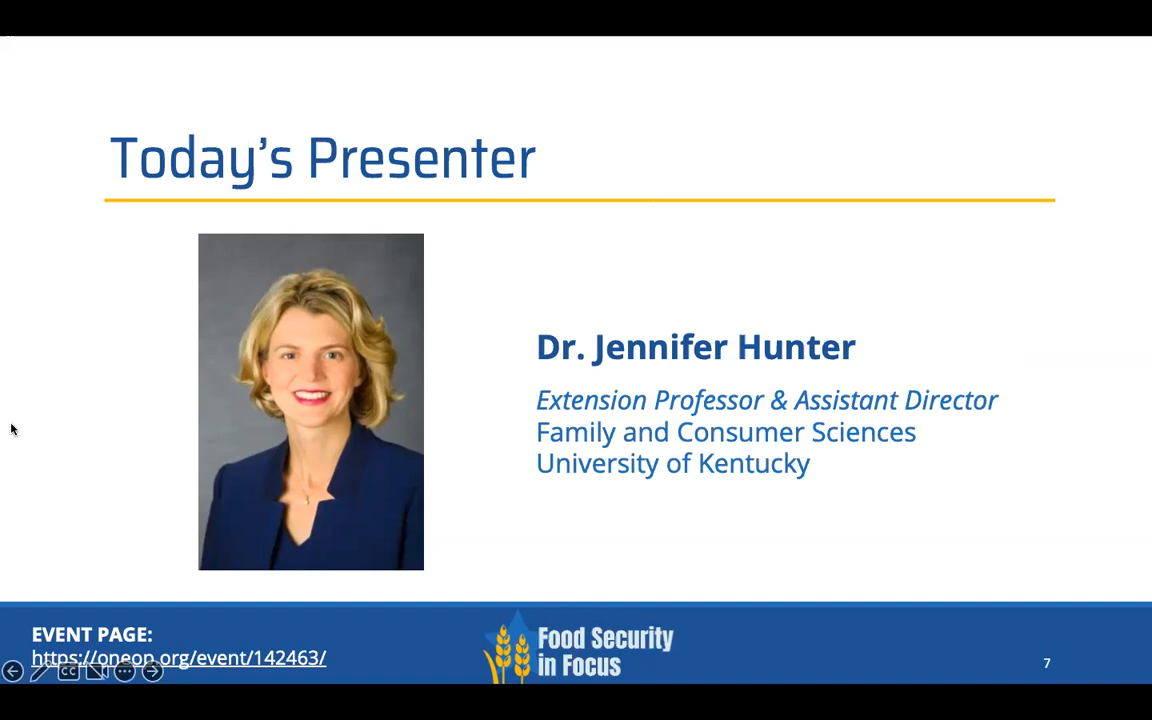 Today’s Presenter
Dr. Jennifer Hunter
Extension Professor & Assistant Director
Family and Consumer Sciences
University of Kentucky
EVENT PAGE:
https://oneop.org/event/142463/
CC
Food Security
in Focus
7